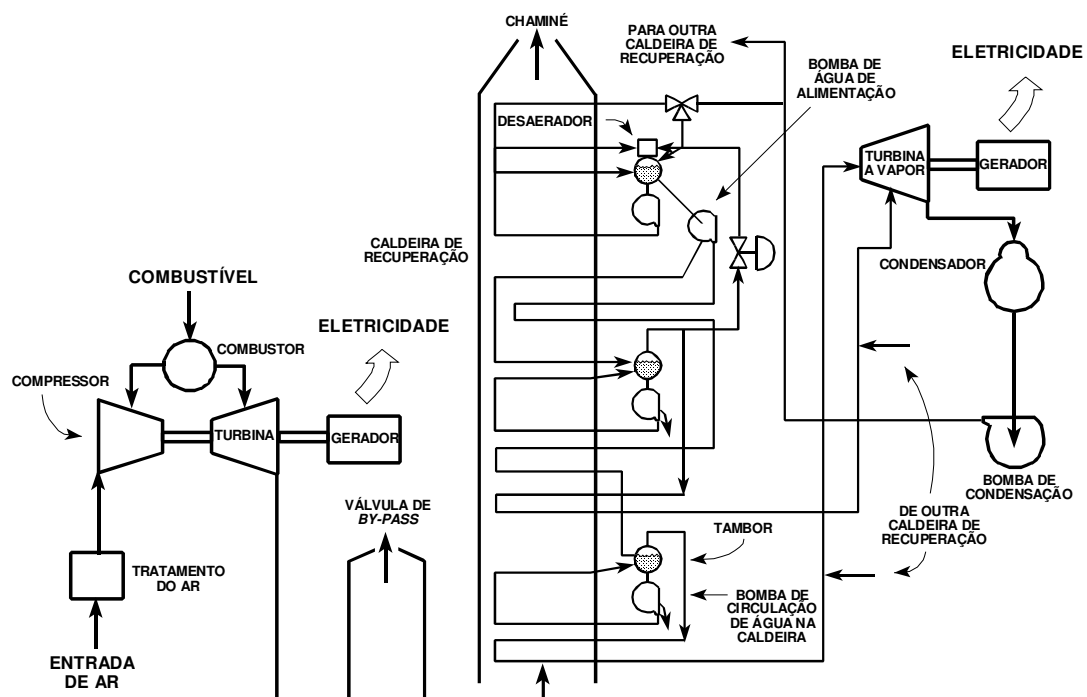 CHAMINÉ
PARA OUTRA
CALDEIRA DE
RECUPERAÇÃO
BOMBA DE
ÁGUA DE
ALIMENTAÇÃO
ELETRICIDADE
DESAERADOR
TURBINA
A VAPOR
GERADOR
CALDEIRA DE
RECUPERAÇÃO
CONDENSADOR
COMBUSTÍVEL
ELETRICIDADE
COMBUSTOR
COMPRESSOR
TURBINA
GERADOR
BOMBA DE
CONDENSAÇÃO
VÁLVULA DE
BY-PASS
DE OUTRA
CALDEIRA DE
RECUPERAÇÃO
TAMBOR
TRATAMENTO
DO AR
BOMBA DE
CIRCULAÇÃO
DE ÁGUA NA
CALDEIRA
ENTRADA
DE AR